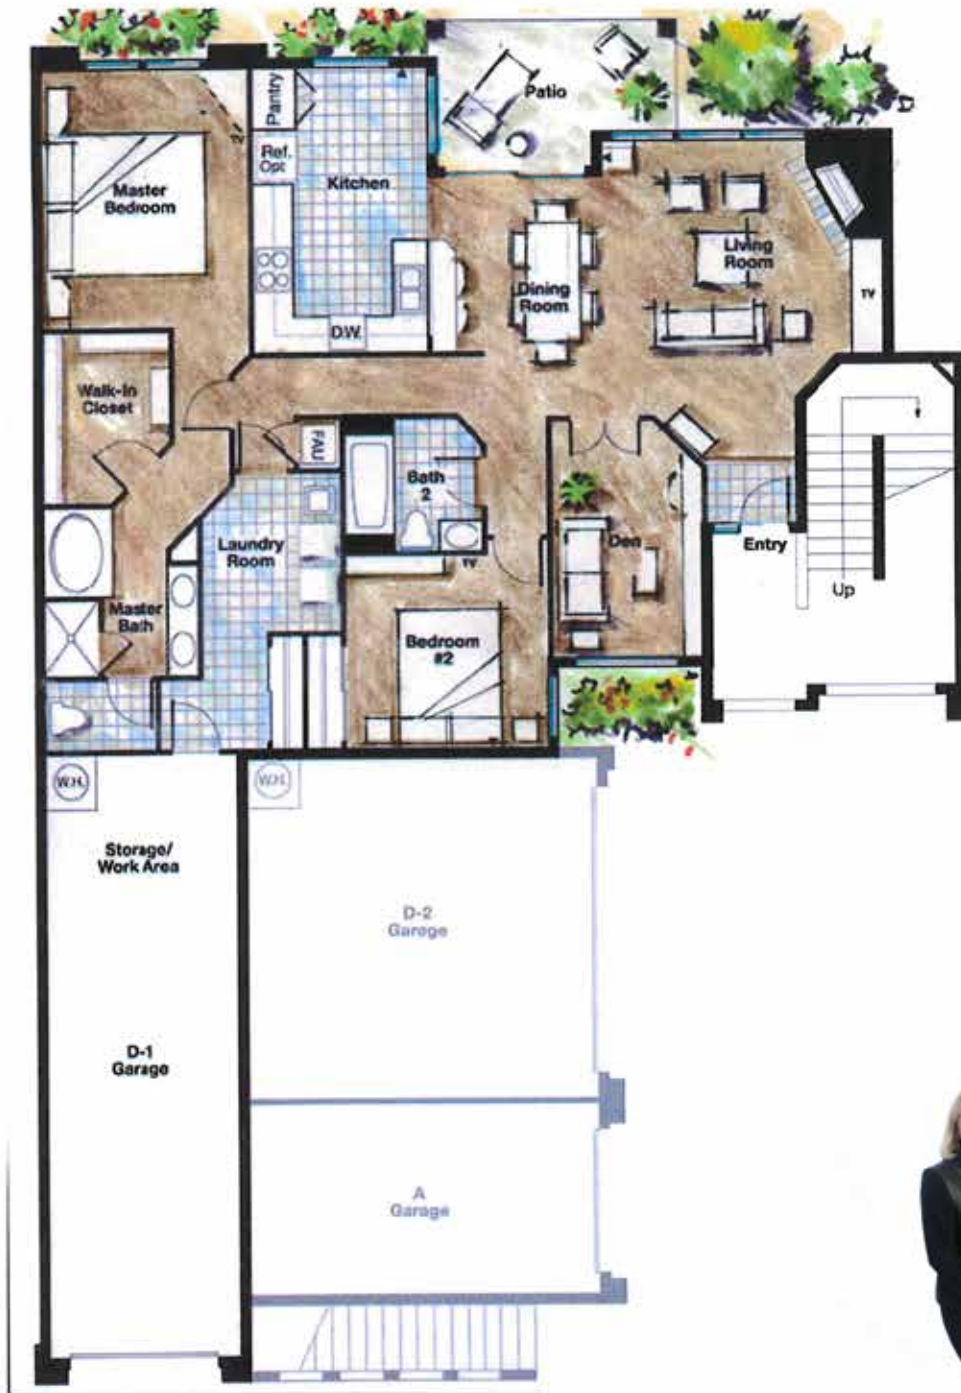 Pantry
Patio
Ref.
Opt
Kitchen
Master
Bedroom
Living
Room
Dining
Room
TV
D.W.
Walk-In
Closet
FAU
Bath
2
Laundry
Room
Den
Entry
TV
Up
Master
Bath
Bedroom
#2
W.H.
W.H.
Storage/
Work Area
D-2
Garage
D-1
Garage
A
Garage